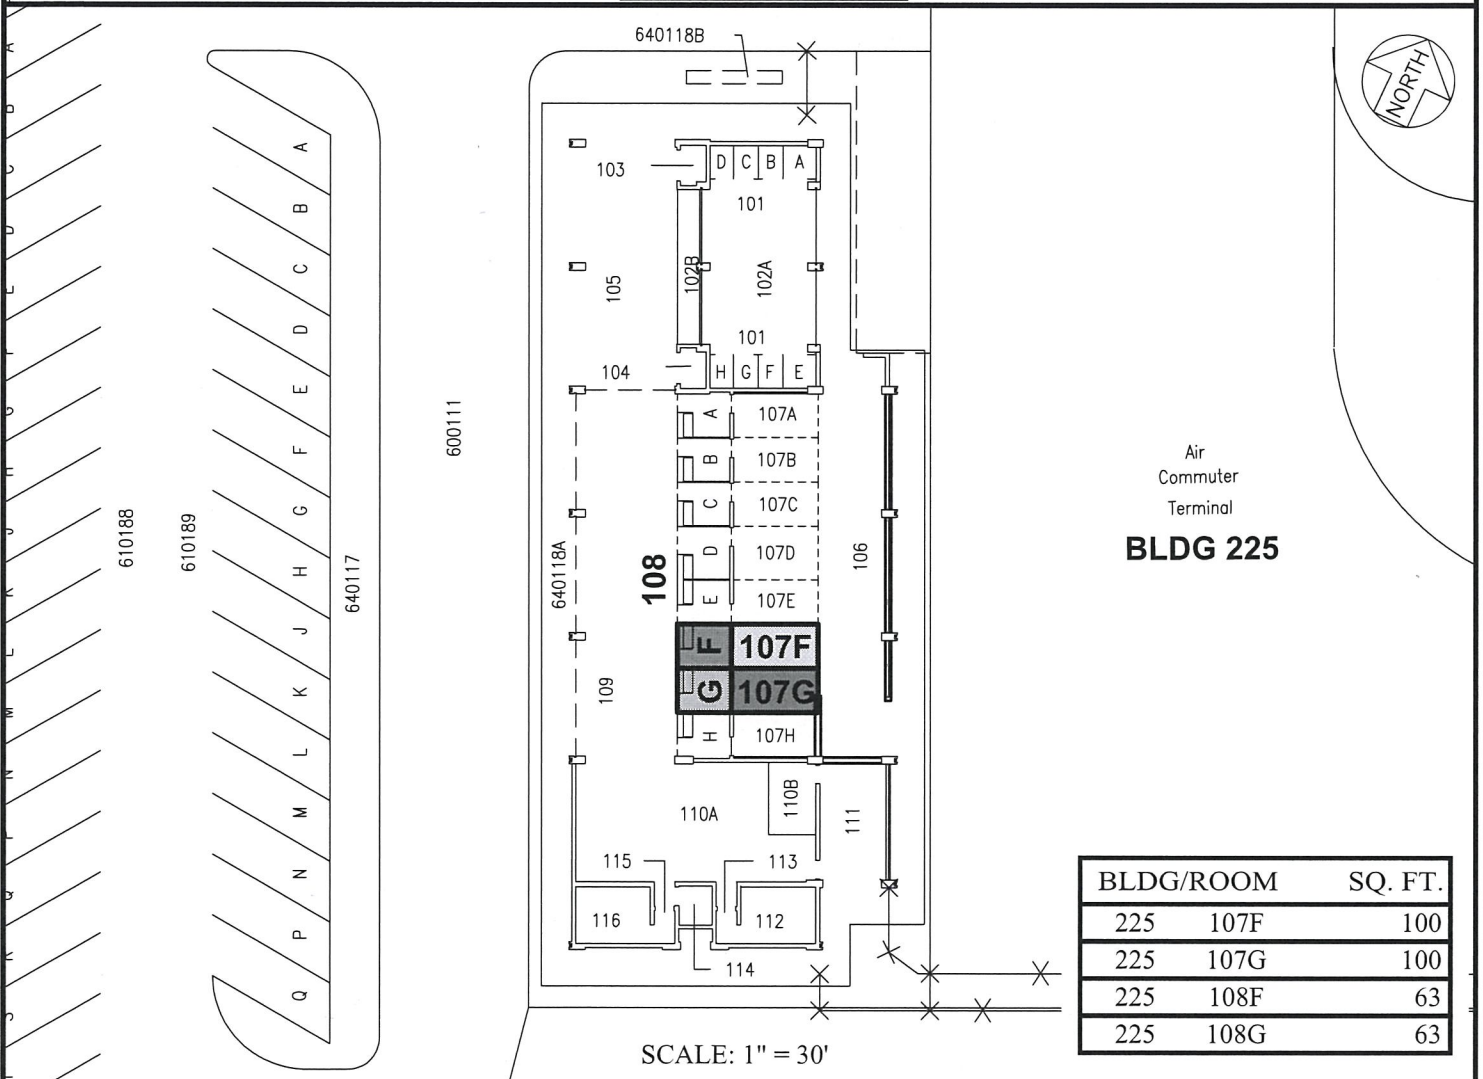 640118B
NORTH
103
D C B A
101
105
102B
102A
101
104
H G F E
A 107A
B 107B
C 107C
D 107D
E 107E
F 107F
G 107G
H 107H
108
640118A
106
109
110A
110B
111
115
113
116
112
114
600111
610188
610189
640117
A
B
C
D
E
F
G
H
J
K
L
M
N
P
Q
A
B
C
D
E
F
G
H
J
K
L
M
N
P
Q
R
S
Air
Commuter
Terminal
BLDG 225
BLDG/ROOM SQ. FT.
225 107F 100
225 107G 100
225 108F 63
225 108G 63
SCALE: 1" = 30'